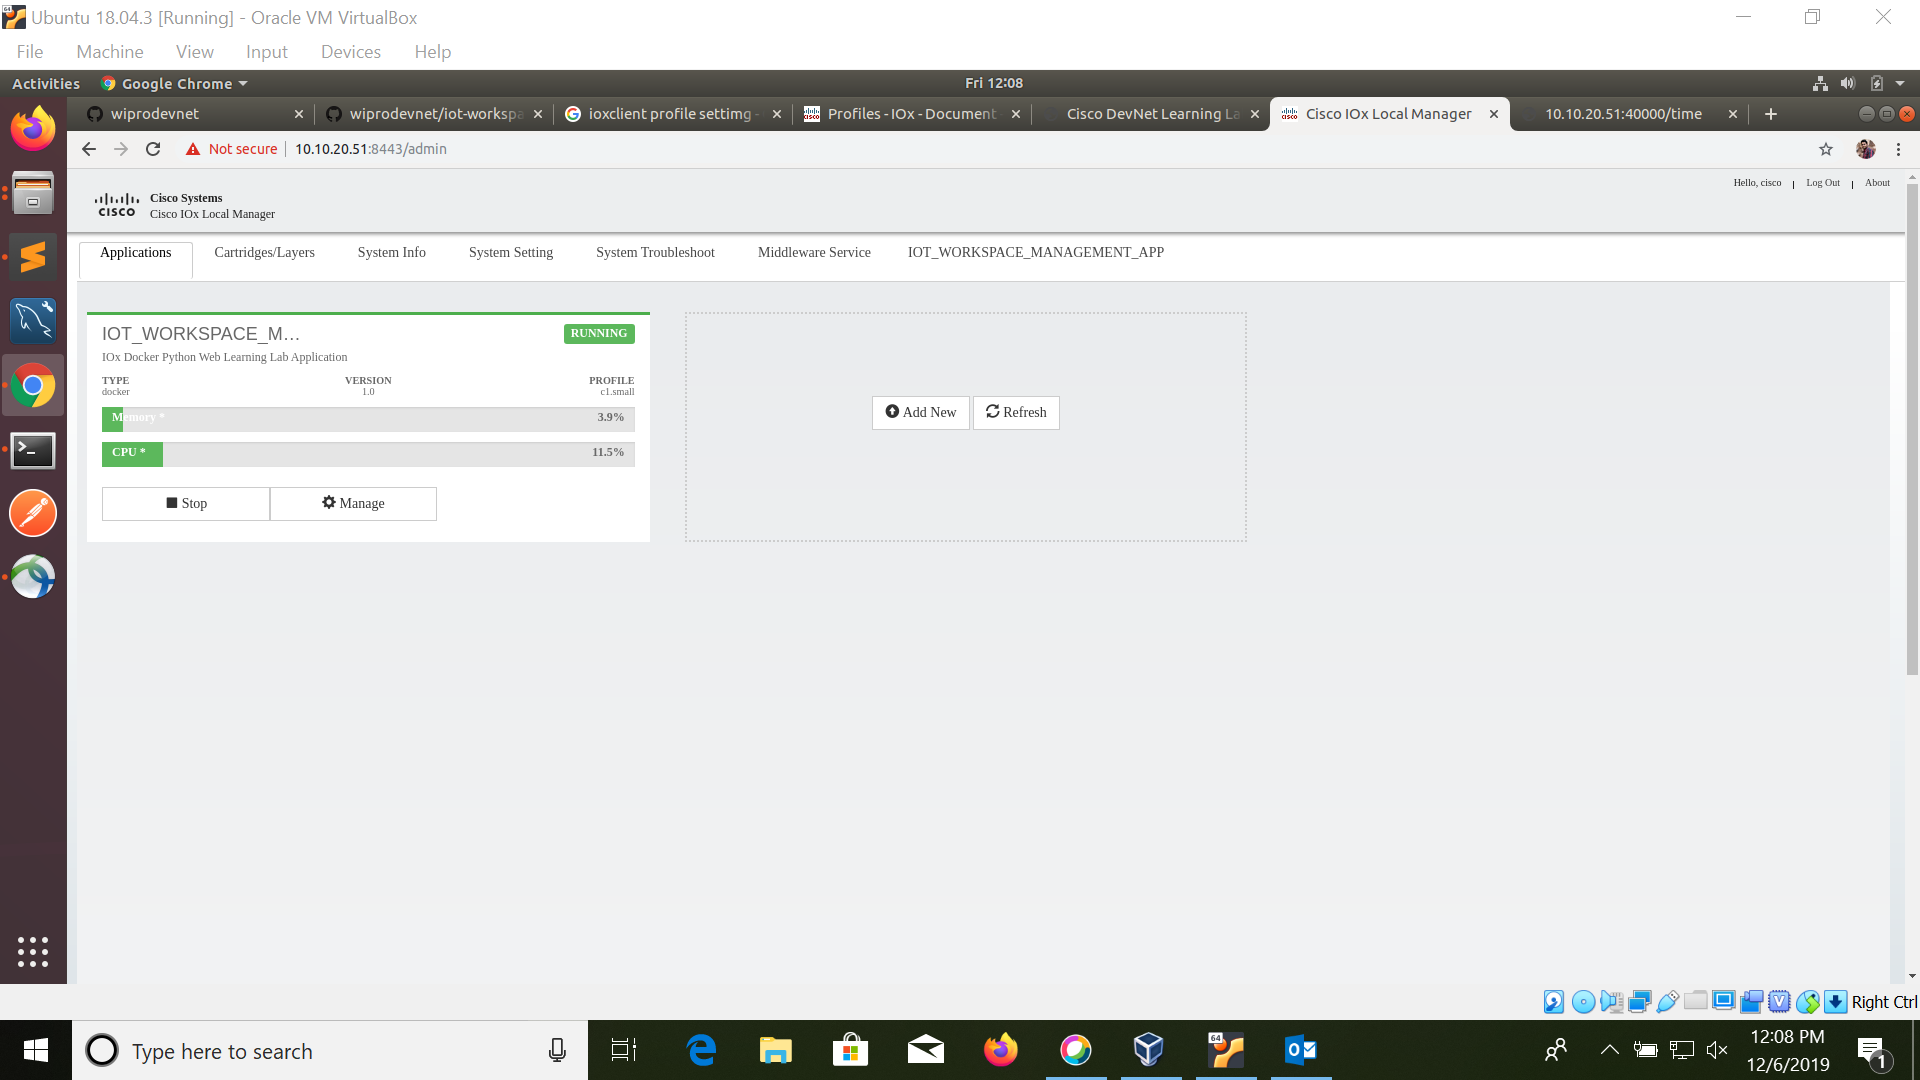 Ubuntu 18.04.3 [Running] - Oracle VM VirtualBox
File Machine View Input Devices Help
Activities Google Chrome Fri 12:08
wiprodevnet wiprodevnet/iot-workspa ioxclient profile settimg - Profiles - IOx - Document Cisco DevNet Learning La Cisco IOx Local Manager 10.10.20.51:40000/time
Not secure 10.10.20.51:8443/admin
Hello, cisco | Log Out | About
CISCO
Cisco Systems
Cisco IOx Local Manager
Applications Cartridges/Layers System Info System Setting System Troubleshoot Middleware Service IOT_WORKSPACE_MANAGEMENT_APP
IOT_WORKSPACE_M... RUNNING
IOx Docker Python Web Learning Lab Application
TYPE VERSION PROFILE
docker 1.0 c1.small
Memory * 3.9%
CPU * 11.5%
Stop Manage
Add New Refresh
Right Ctrl
Type here to search
64
12:08 PM
12/6/2019
1